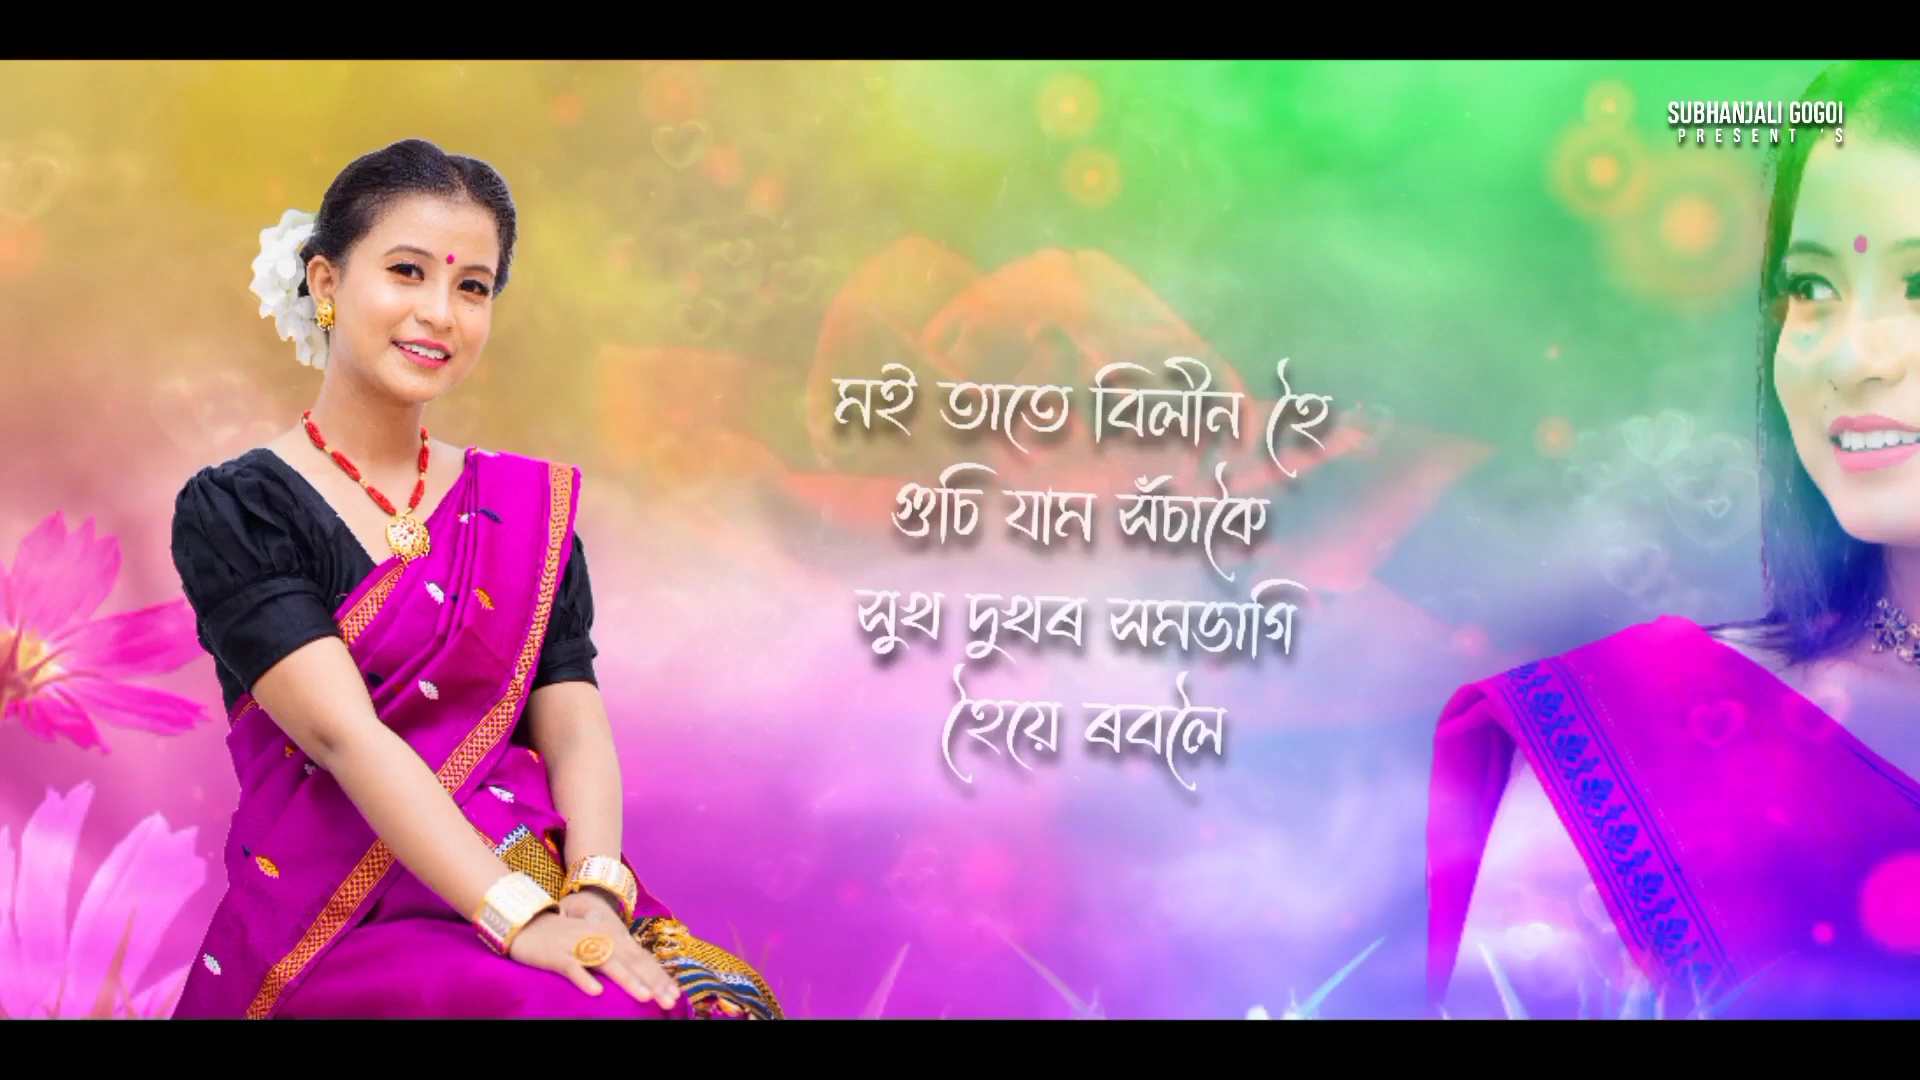 SUBHANJALI GOGOI
PRESENT 'S
মই তাতে বিলীন হৈ
গুচি যাম সঁচাকৈ
সুখ দুখৰ সমভাগি
হৈয়ে ৰবলৈ